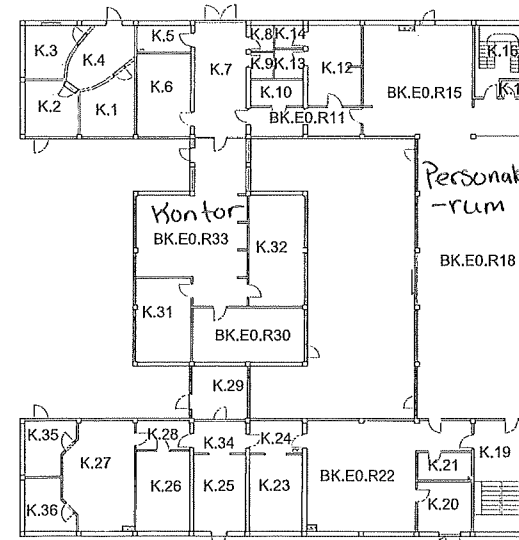 K.3
K.4
K.5
K.8
K.14
K.16
K.9
K.13
K.7
K.12
K.6
K.2
K.1
K.10
BK.E0.R15
K.1
BK.E0.R11
Personal
-rum
Kontor
BK.E0.R33
K.32
BK.E0.R18
K.31
BK.E0.R30
K.29
K.35
K.28
K.34
K.24
K.19
K.27
K.21
K.36
K.26
K.25
K.23
BK.E0.R22
K.20